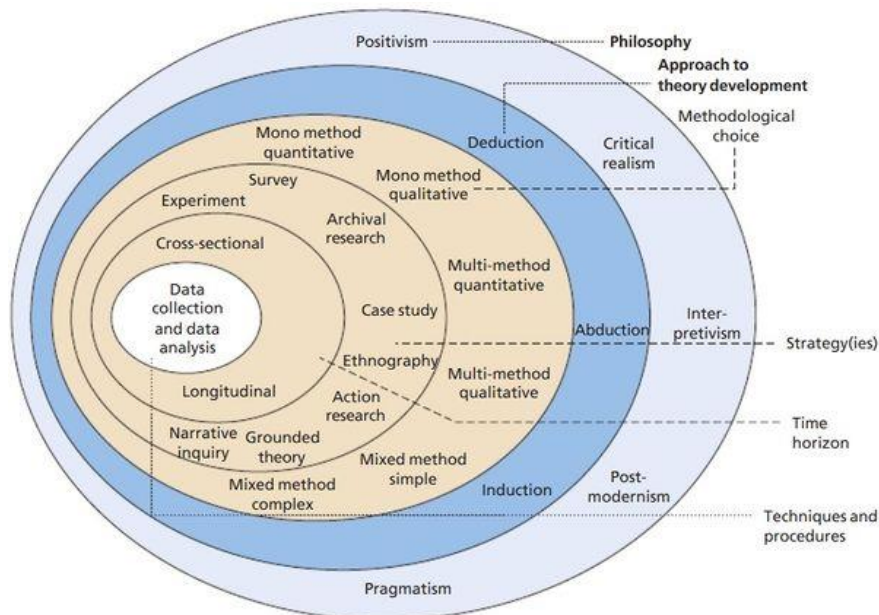 Positivism
Philosophy
Approach to
theory development
Methodological
choice
Mono method
quantitative
Deduction
Critical
realism
Survey
Mono method
qualitative
Experiment
Archival
research
Cross-sectional
Multi-method
quantitative
Data
collection
and data
analysis
Case study
Abduction
Inter-
pretivism
Strategy(ies)
Ethnography
Multi-method
qualitative
Longitudinal
Action
research
Time
horizon
Narrative
inquiry
Grounded
theory
Mixed method
simple
Mixed method
complex
Induction
Post-
modernism
Techniques and
procedures
Pragmatism